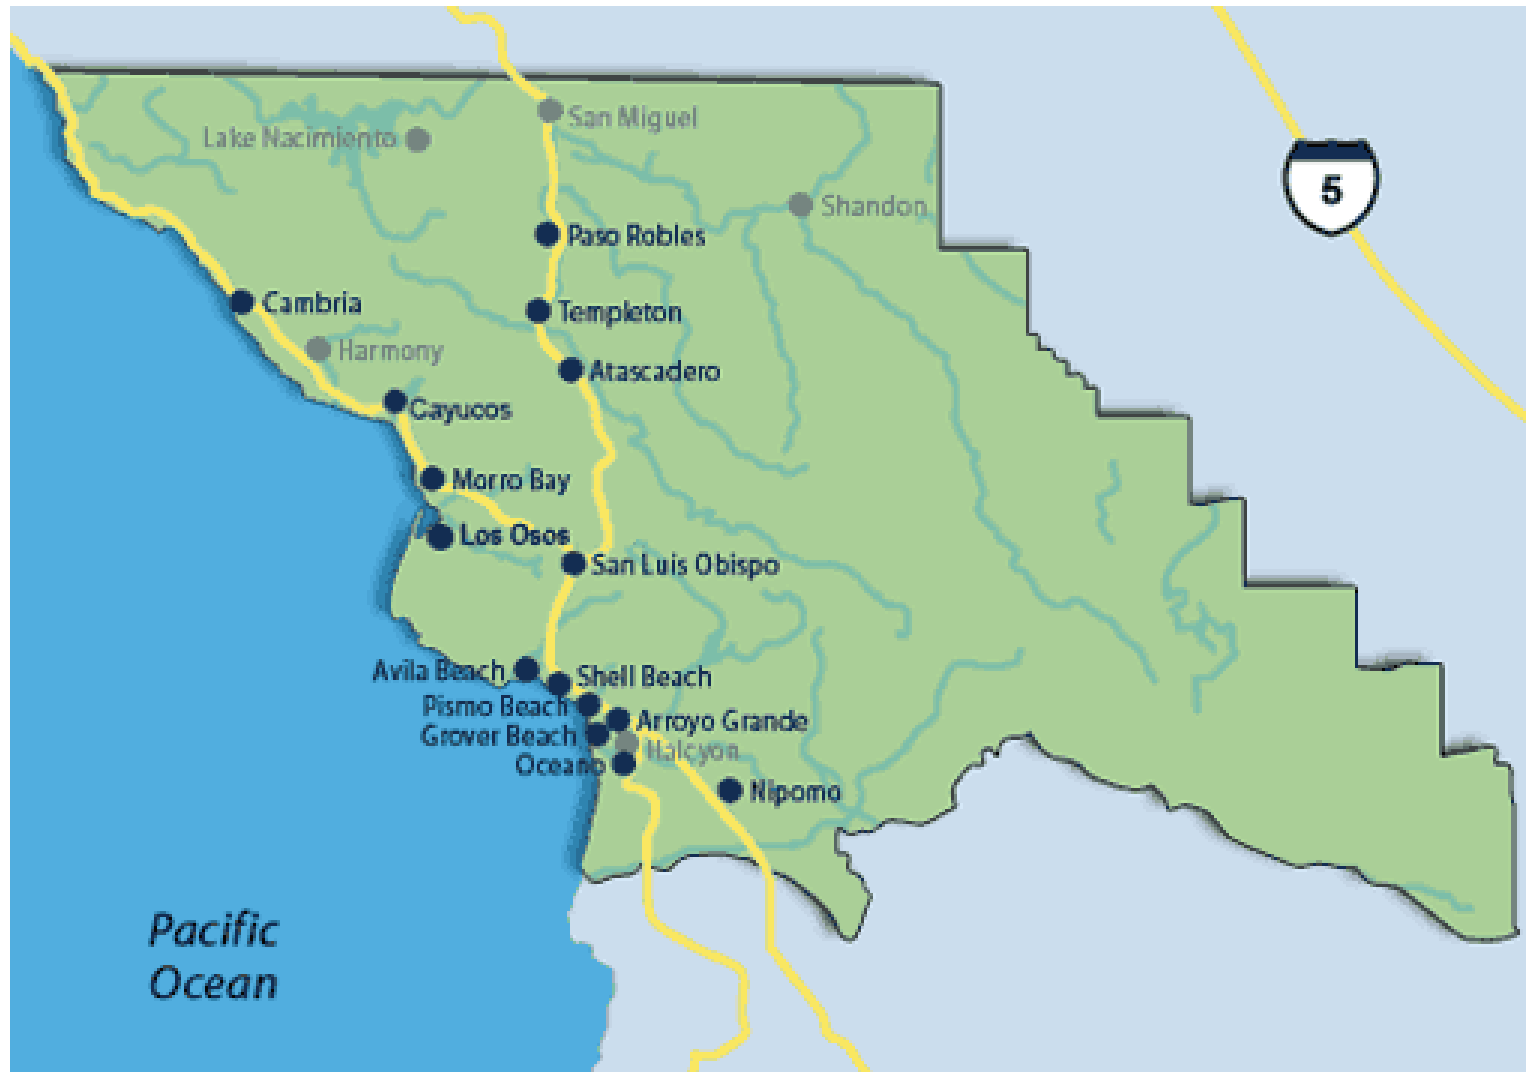 San Miguel
Lake Nacimiento
5
Shandon
Paso Robles
Cambria
Templeton
Harmony
Atascadero
Cayucos
Morro Bay
Los Osos
San Luis Obispo
Avila Beach
Shell Beach
Pismo Beach
Arroyo Grande
Grover Beach
Halcyon
Oceano
Nipomo
Pacific
Ocean